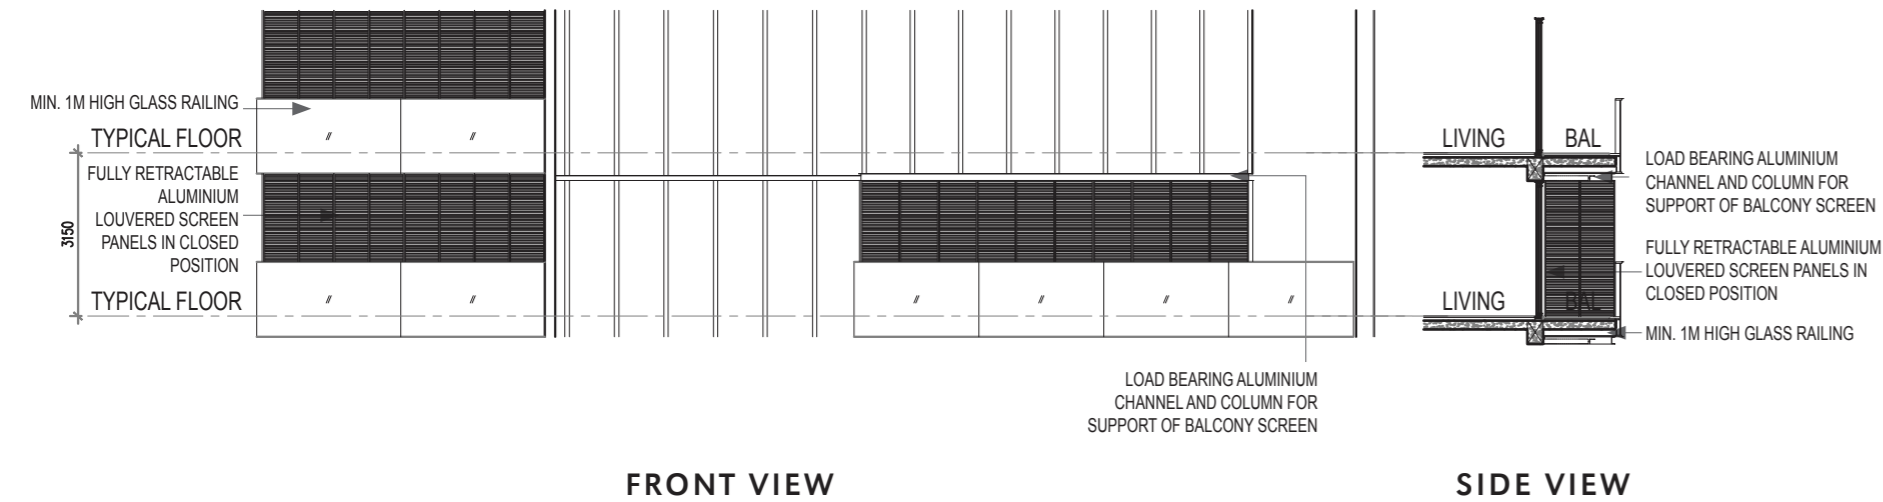 MIN. 1M HIGH GLASS RAILING
TYPICAL FLOOR
FULLY RETRACTABLE
ALUMINIUM
LOUVERED SCREEN
PANELS IN CLOSED
POSITION
3150
TYPICAL FLOOR
LOAD BEARING ALUMINIUM
CHANNEL AND COLUMN FOR
SUPPORT OF BALCONY SCREEN
FRONT VIEW
LIVING
BAL
LOAD BEARING ALUMINIUM
CHANNEL AND COLUMN FOR
SUPPORT OF BALCONY SCREEN
FULLY RETRACTABLE ALUMINIUM
LOUVERED SCREEN PANELS IN
CLOSED POSITION
LIVING
BAL
MIN. 1M HIGH GLASS RAILING
SIDE VIEW